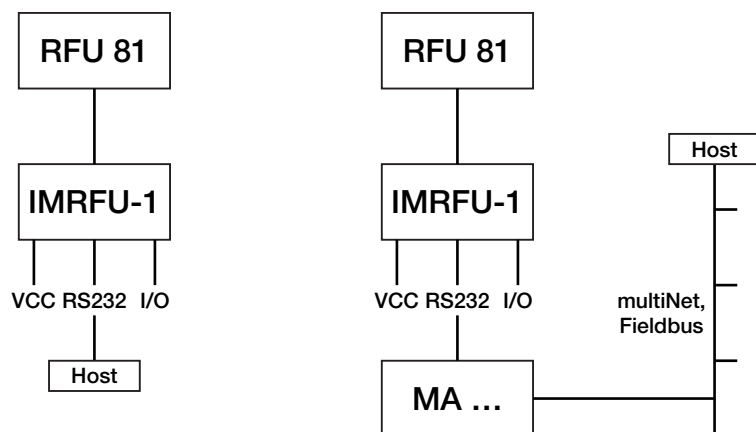 RFU 81
IMRFU-1
VCC RS232 I/O
Host
RFU 81
IMRFU-1
VCC RS232 I/O
MA ...
Host
multiNet,
Fieldbus